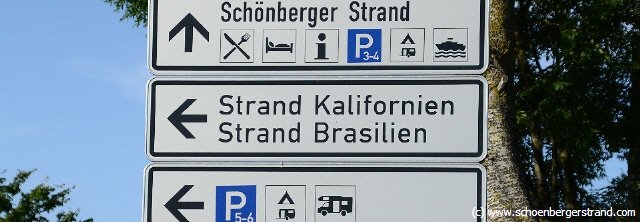 Schönberger Strand
i
P
3-4
Strand Kalifornien
Strand Brasilien
P
5-6
(c) www.schoenbergerstrand.com